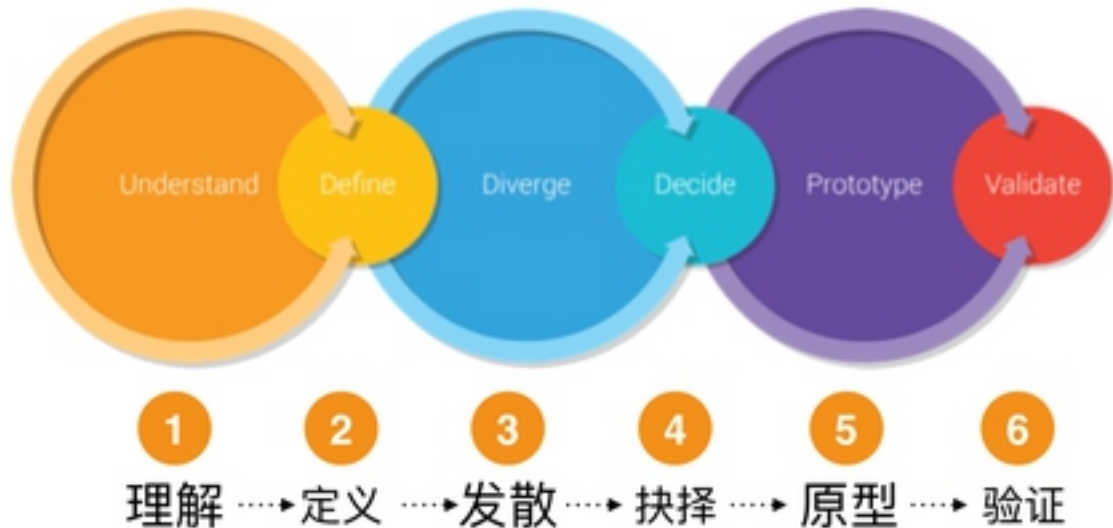 Understand Define Diverge Decide Prototype Validate
1 2 3 4 5 6
理解 定义 发散 抉择 原型 验证